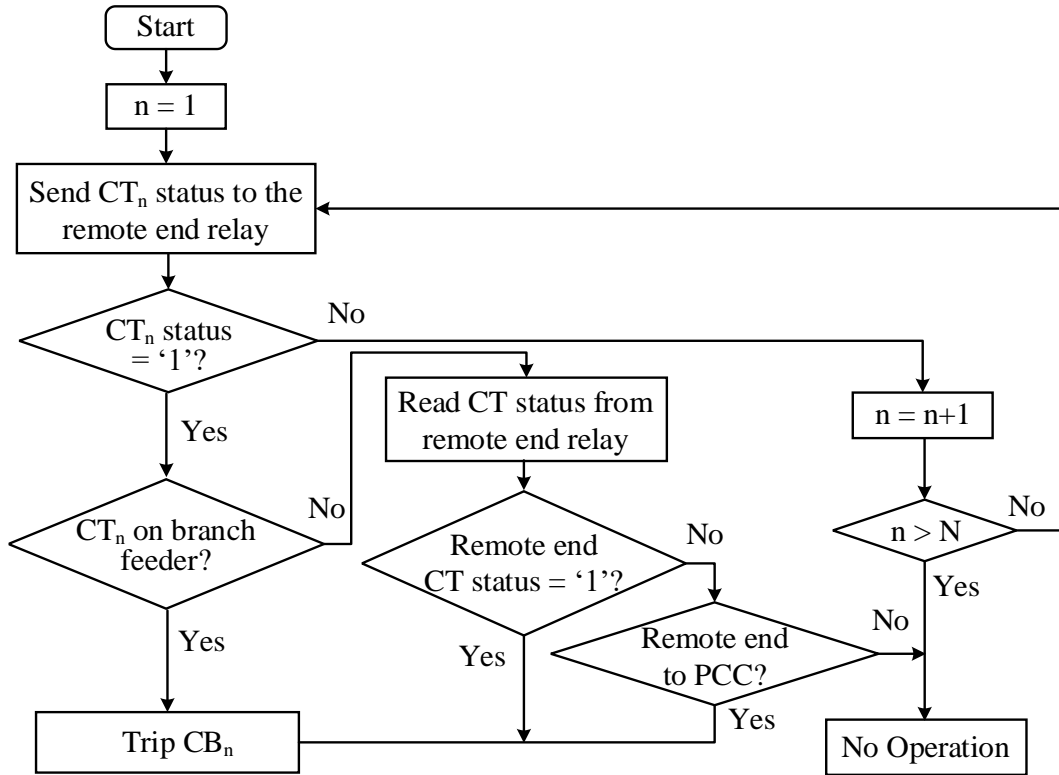 Start
n = 1
Send CTₙ status to the
remote end relay
CTₙ status
= ‘1’?
No
Yes
CTₙ on branch
feeder?
No
Yes
Trip CBₙ
Read CT status from
remote end relay
Remote end
CT status = ‘1’?
No
Yes
Remote end
to PCC?
No
Yes
n = n+1
n > N
No
Yes
No Operation